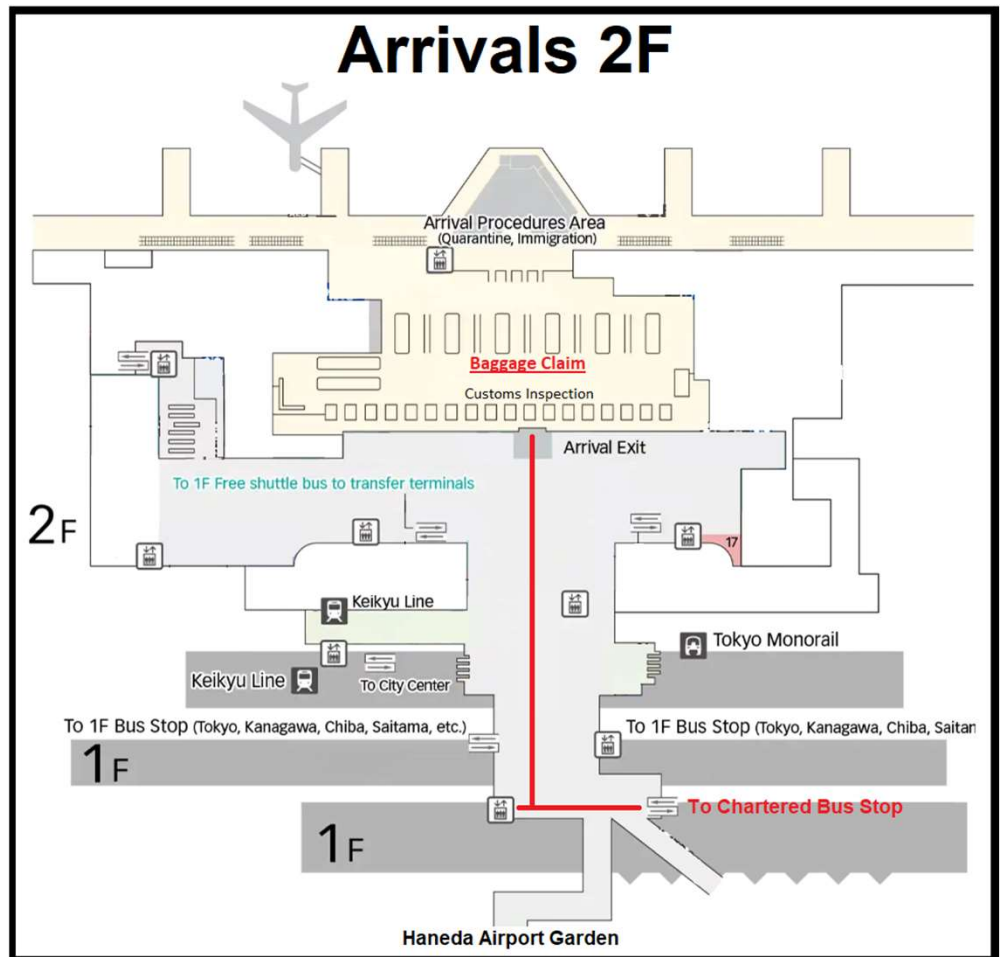 Arrivals 2F
Arrival Procedures Area
(Quarantine, Immigration)
Baggage Claim
Customs Inspection
Arrival Exit
To 1F Free shuttle bus to transfer terminals
2F
17
Keikyu Line
Tokyo Monorail
Keikyu Line
To City Center
To 1F Bus Stop (Tokyo, Kanagawa, Chiba, Saitama, etc.)
To 1F Bus Stop (Tokyo, Kanagawa, Chiba, Saitan
1F
To Chartered Bus Stop
1F
Haneda Airport Garden